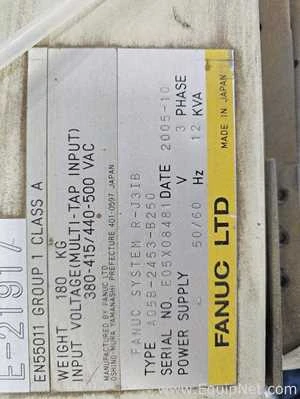 FANUC LTD MADE IN JAPAN
FANUC SYSTEM R-J3IB
TYPE A05B-2453-B250
SERIAL NO. E05X08481 DATE 2005-10
POWER SUPPLY V 3 PHASE
50/60 Hz 12 KVA
WEIGHT 180 KG
INPUT VOLTAGE(MULTI-TAP INPUT)
380-415/440-500 VAC
MANUFACTURED BY FANUC LTD
OSHINO-MURA YAMANASHI PREFECTURE 401-0597 JAPAN
EN55011 GROUP 1 CLASS A
E-21917
www.EquipNet.com